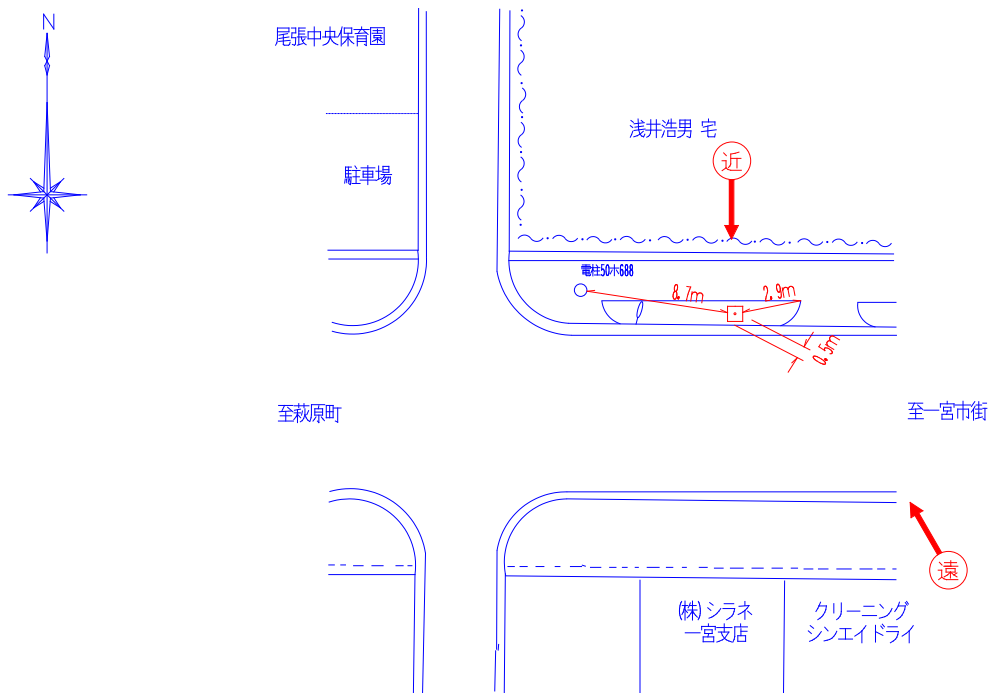 N
尾張中央保育園
浅井浩男 宅
近
駐車場
電柱50ホ688
8.7m
2.9m
0.5m
至萩原町
至一宮市街
遠
(株)シラネ
一宮支店
クリーニング
シンエイドライ